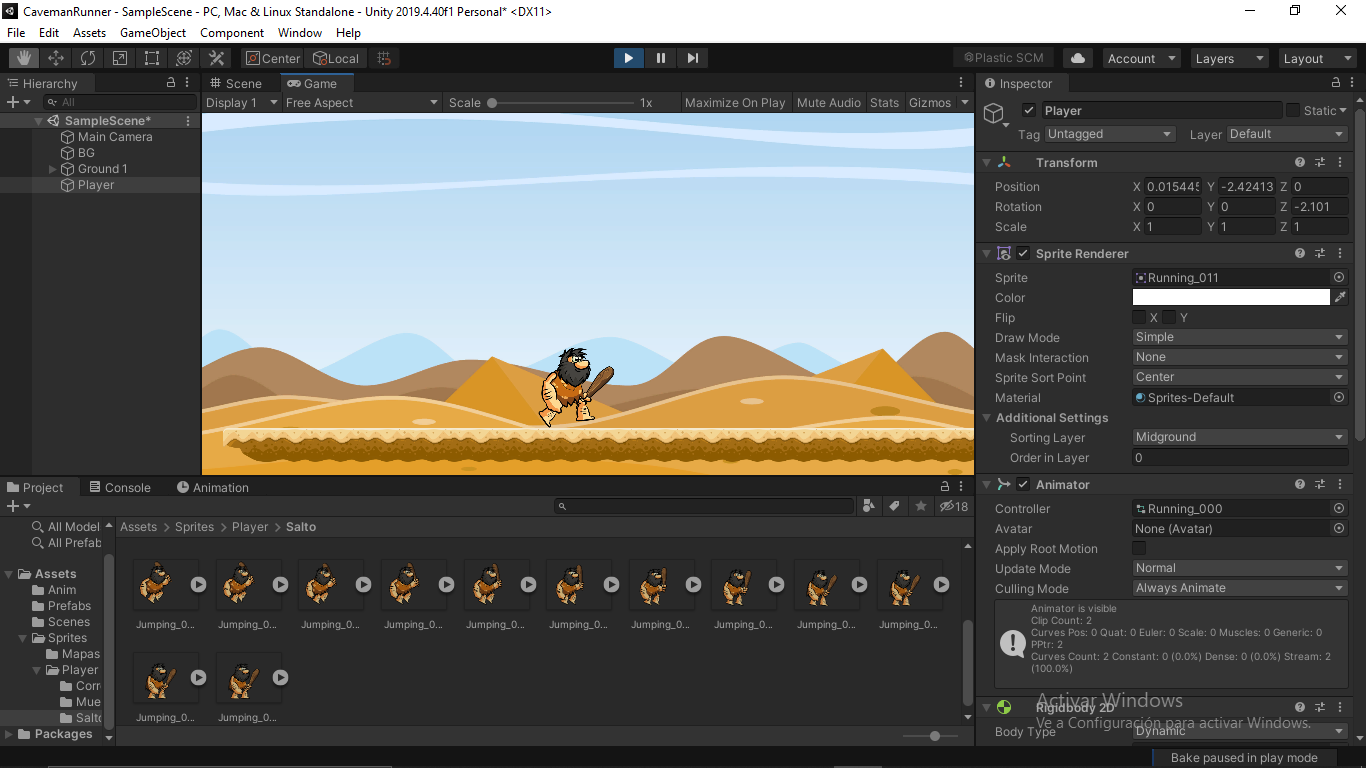 CavemanRunner - SampleScene - PC, Mac & Linux Standalone - Unity 2019.4.40f1 Personal* <DX11>
File Edit Assets GameObject Component Window Help
Center Local Plastic SCM Account Layers Layout
Hierarchy Scene Game Inspector
All
Display 1 Free Aspect Scale 1x Maximize On Play Mute Audio Stats Gizmos
SampleScene*
Main Camera
BG
Ground 1
Player
Player Static
Tag Untagged Layer Default
Transform
Position X 0.015445 Y -2.42413 Z 0
Rotation X 0 Y 0 Z -2.101
Scale X 1 Y 1 Z 1
Sprite Renderer
Sprite Running_011
Color
Flip X Y
Draw Mode Simple
Mask Interaction None
Sprite Sort Point Center
Material Sprites-Default
Additional Settings
Sorting Layer Midground
Order in Layer 0
Animator
Controller Running_000
Avatar None (Avatar)
Apply Root Motion
Update Mode Normal
Culling Mode Always Animate
Animator is visible
Clip Count: 2
Curves Pos: 0 Quat: 0 Euler: 0 Scale: 0 Muscles: 0 Generic: 0
PPtr: 2
Curves Count: 2 Constant: 0 (0.0%) Dense: 0 (0.0%) Stream: 2
(100.0%)
Rigidbody 2D
Body Type Dynamic
Activar Windows
Ve a Configuración para activar Windows.
Project Console Animation
18
All Model
All Prefab
Assets
Anim
Prefabs
Scenes
Sprites
Mapas
Player
Corr
Mue
Salto
Packages
Assets > Sprites > Player > Salto
Jumping_0... Jumping_0... Jumping_0... Jumping_0... Jumping_0... Jumping_0... Jumping_0... Jumping_0... Jumping_0... Jumping_0...
Jumping_0... Jumping_0...
Bake paused in play mode